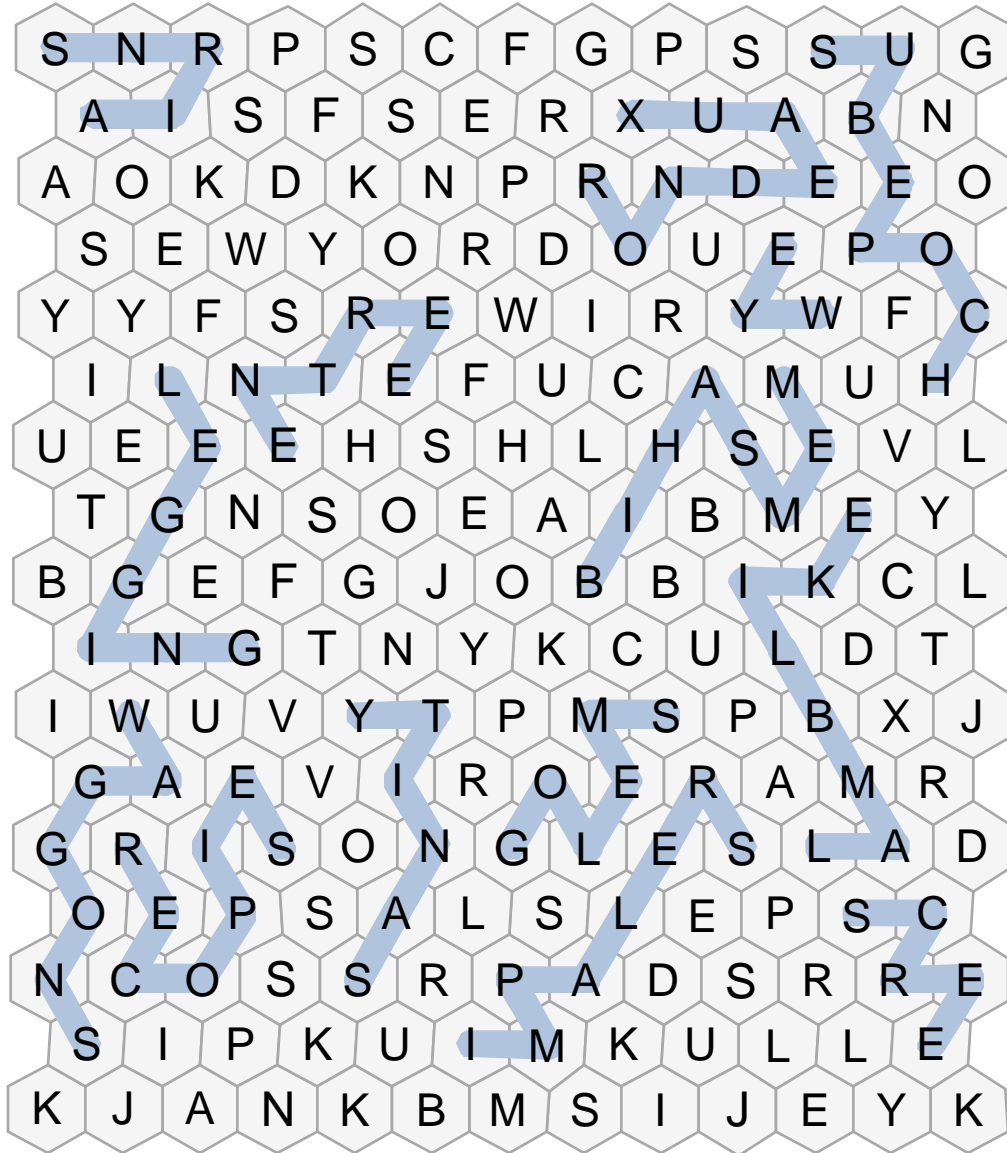 S N R P S C F G P S S U G
A I S F S E R X U A B N
A O K D K N P R N D E E O
S E W Y O R D O U E P O
Y Y F S R E W I R Y W F C
I L N T E F U C A M U H
U E E E H S H L H S E V L
T G N S O E A I B M E Y
B G E F G J O B B I K C L
I N G T N Y K C U L D T
I W U V Y T P M S P B X J
G A E V I R O E R A M R
G R I S O N G L E S L A D
O E P S A L S L E P S C
N C O S S R P A D S R R E
S I P K U I M K U L L E
K J A N K B M S I J E Y K